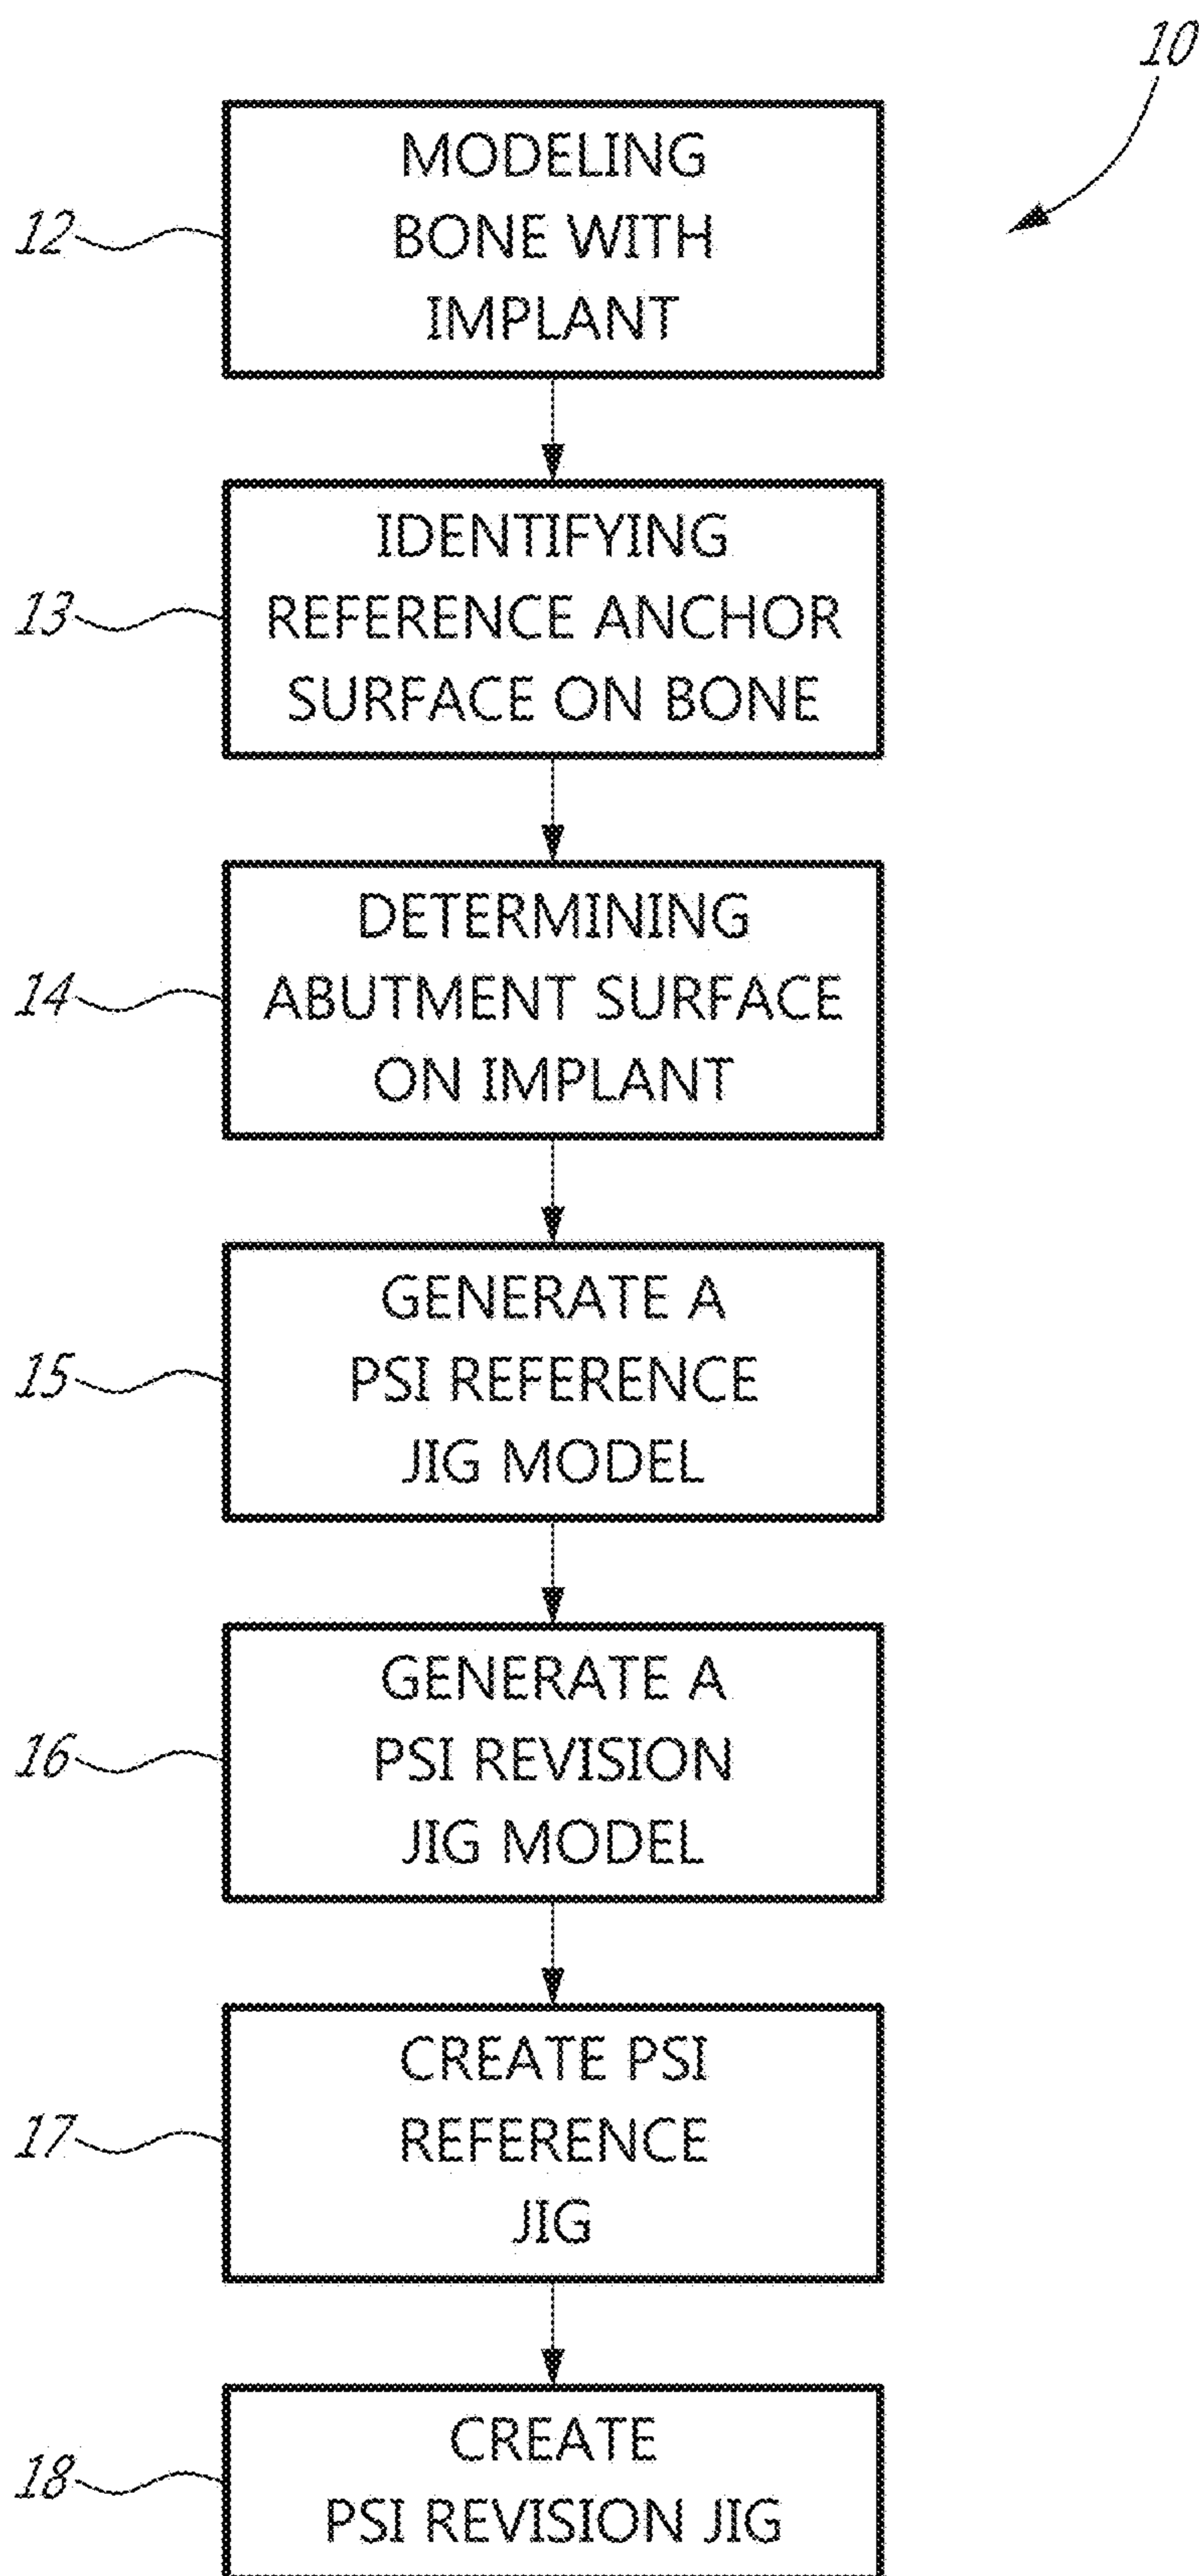 10
12
MODELING
BONE WITH
IMPLANT
13
IDENTIFYING
REFERENCE ANCHOR
SURFACE ON BONE
14
DETERMINING
ABUTMENT SURFACE
ON IMPLANT
15
GENERATE A
PSI REFERENCE
JIG MODEL
16
GENERATE A
PSI REVISION
JIG MODEL
17
CREATE PSI
REFERENCE
JIG
18
CREATE
PSI REVISION JIG